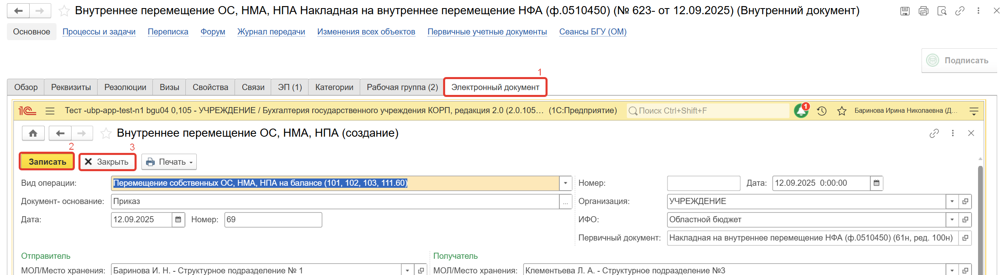 Внутреннее перемещение ОС, НМА, НПА Накладная на внутреннее перемещение НФА (ф.0510450) (№ 623- от 12.09.2025) (Внутренний документ)
Основное Процессы и задачи Переписка Форум Журнал передачи Изменения всех объектов Первичные учетные документы Сеансы БГУ (ОМ)
Подписать
1
Обзор Реквизиты Резолюции Визы Свойства Связи ЭП (1) Категории Рабочая группа (2) Электронный документ
1С Тест -ubp-app-test-n1 bgu04 0,105 - УЧРЕЖДЕНИЕ / Бухгалтерия государственного учреждения КОРП, редакция 2.0 (2.0.105... (1С:Предприятие) Поиск Ctrl+Shift+F 1 Баринова Ирина Николаевна (Д...
Внутреннее перемещение ОС, НМА, НПА (создание)
2 3
Записать Закрыть Печать
Вид операции: Перемещение собственных ОС, НМА, НПА на балансе (101, 102, 103, 111.60) Номер: Дата: 12.09.2025 0:00:00
Документ- основание: Приказ ... Организация: УЧРЕЖДЕНИЕ
Дата: 12.09.2025 Номер: 69 ИФО: Областной бюджет
Первичный документ: Накладная на внутреннее перемещение НФА (ф.0510450) (61н, ред. 100н)
Отправитель Получатель
МОЛ/Место хранения: Баринова И. Н. - Структурное подразделение № 1 МОЛ/Место хранения: Клементьева Л. А. - Структурное подразделение №3